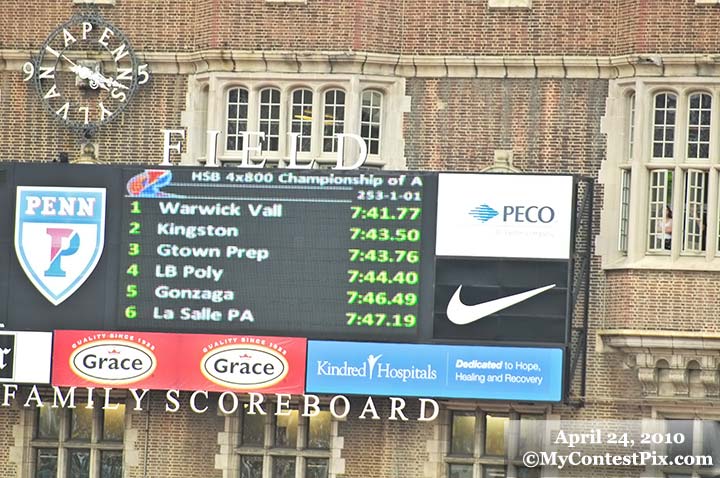 PENNSYLVANIA
95
FIELD
HSB 4x800 Championship of A
253-1-01
1 Warwick Vall 7:41.77
2 Kingston 7:43.50
3 Gtown Prep 7:43.76
4 LB Poly 7:44.40
5 Gonzaga 7:46.49
6 La Salle PA 7:47.19
PENN
P
PECO
QUALITY SINCE 1952
Grace
QUALITY SINCE 1952
Grace
Kindred Hospitals
Dedicated to Hope,
Healing and Recovery
FAMILY SCOREBOARD
April 24, 2010
©MyContestPix.com